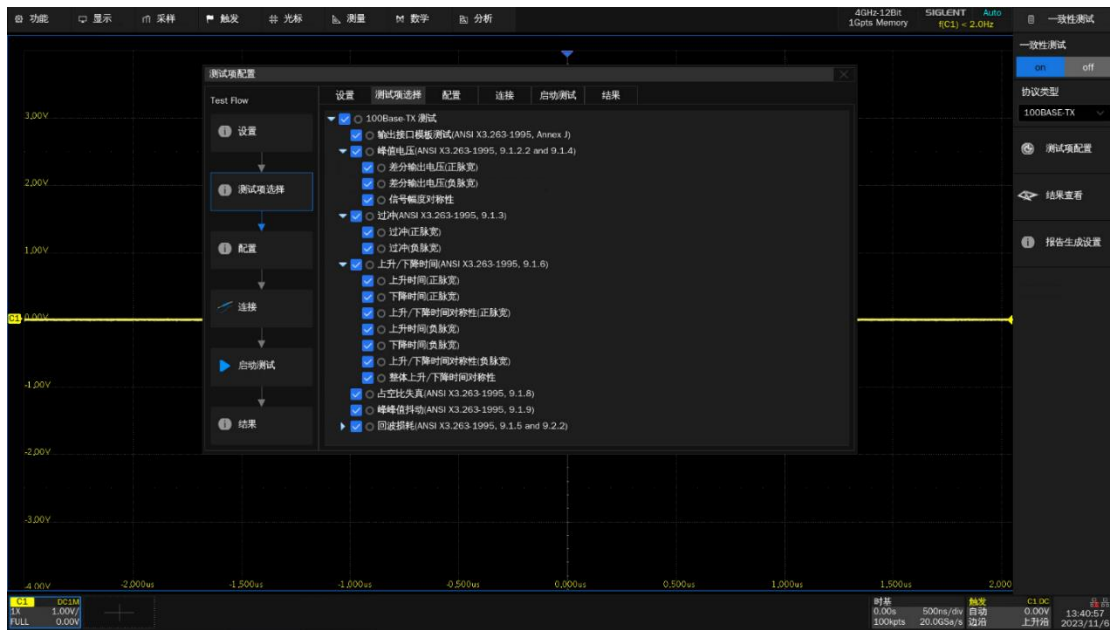 功能 显示 采样 触发 光标 测量 数学 分析
4GHz-12Bit SIGLENT Auto
1Gpts Memory f(C1) < 2.0Hz
一致性测试
一致性测试
on off
协议类型
100BASE-TX
测试项配置
结果查看
报告生成设置
测试项配置
Test Flow
设置
测试项选择
配置
连接
启动测试
结果
设置 测试项选择 配置 连接 启动测试 结果
100Base-TX 测试
输出接口模板测试(ANSI X3.263-1995, Annex J)
峰值电压(ANSI X3.263-1995, 9.1.2.2 and 9.1.4)
差分输出电压(正脉宽)
差分输出电压(负脉宽)
信号幅度对称性
过冲(ANSI X3.263-1995, 9.1.3)
过冲(正脉宽)
过冲(负脉宽)
上升/下降时间(ANSI X3.263-1995, 9.1.6)
上升时间(正脉宽)
下降时间(正脉宽)
上升/下降时间对称性(正脉宽)
上升时间(负脉宽)
下降时间(负脉宽)
上升/下降时间对称性(负脉宽)
整体上升/下降时间对称性
占空比失真(ANSI X3.263-1995, 9.1.8)
峰峰值抖动(ANSI X3.263-1995, 9.1.9)
回波损耗(ANSI X3.263-1995, 9.1.5 and 9.2.2)
3.00V
2.00V
1.00V
C1 0.00V
-1.00V
-2.00V
-3.00V
-4.00V
-2.000us -1.500us -1.000us -0.500us 0.000us 0.500us 1.000us 1.500us 2.000
C1 DC1M
1X 1.00V/
FULL 0.00V
时基
0.00s 500ns/div
100kpts 20.0GSa/s
触发 C1 DC
自动 0.00V
边沿 上升沿
13:40:57
2023/11/6